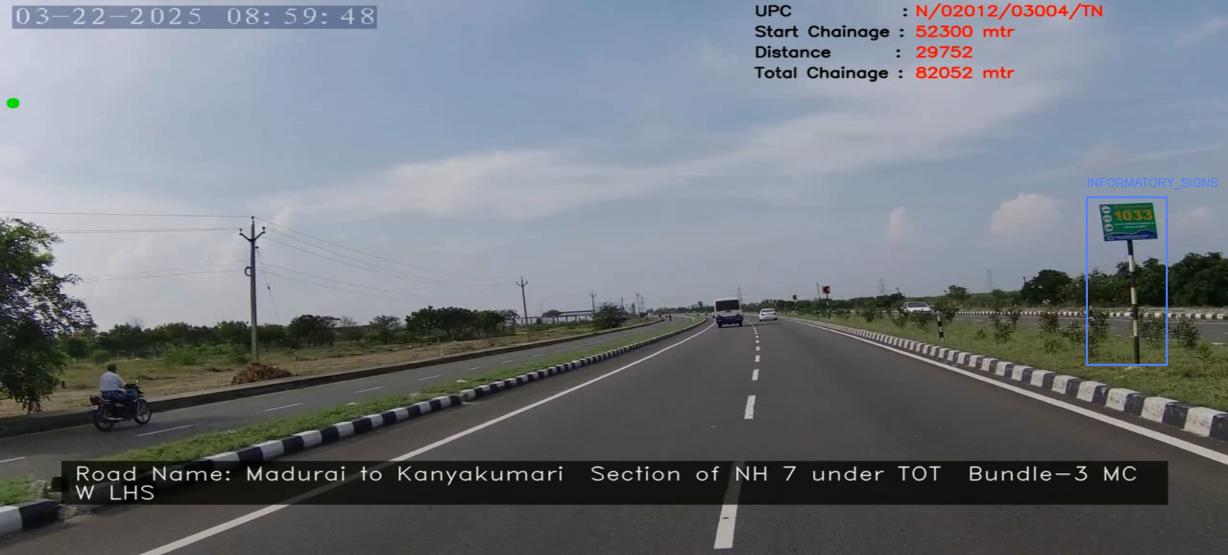 03-22-2025 08:59:48
UPC : N/02012/03004/TN
Start Chainage : 52300 mtr
Distance : 29752
Total Chainage : 82052 mtr
INFORMATORY_SIGNS
1033
Road Name: Madurai to Kanyakumari Section of NH 7 under TOT Bundle-3 MC
W LHS